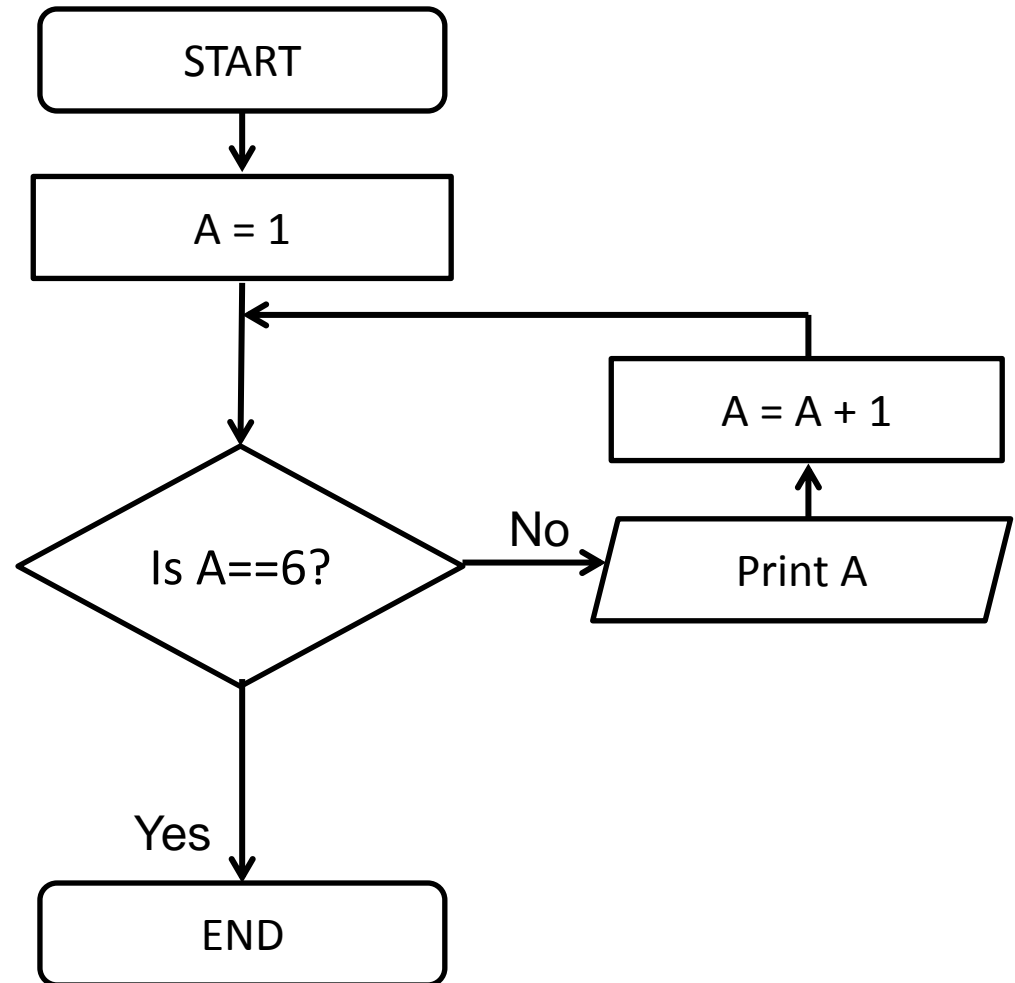 START
A = 1
A = A + 1
Is A==6?
No
Print A
Yes
END